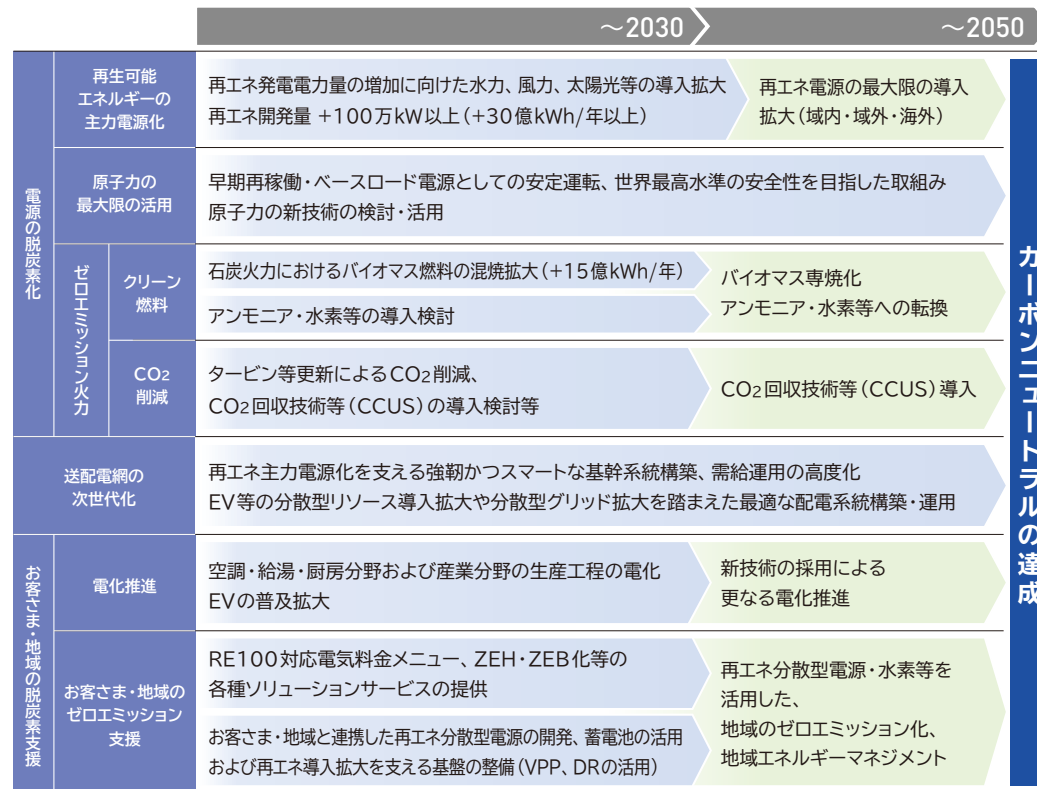 ～2030
～2050
電源の脱炭素化
再生可能
エネルギーの
主力電源化
再エネ発電電力量の増加に向けた水力、風力、太陽光等の導入拡大
再エネ開発量 +100万kW以上（+30億kWh/年以上）
再エネ電源の最大限の導入
拡大（域内・域外・海外）
原子力の
最大限の活用
早期再稼働・ベースロード電源としての安定運転、世界最高水準の安全性を目指した取組み
原子力の新技術の検討・活用
ゼロエミッション火力
クリーン
燃料
石炭火力におけるバイオマス燃料の混焼拡大（+15億kWh/年）
アンモニア・水素等の導入検討
バイオマス専焼化
アンモニア・水素等への転換
CO2
削減
タービン等更新によるCO2削減、
CO2回収技術等（CCUS）の導入検討等
CO2回収技術等（CCUS）導入
送配電網の
次世代化
再エネ主力電源化を支える強靭かつスマートな基幹系統構築、需給運用の高度化
EV等の分散型リソース導入拡大や分散型グリッド拡大を踏まえた最適な配電系統構築・運用
お客さま・地域の脱炭素支援
電化推進
空調・給湯・厨房分野および産業分野の生産工程の電化
EVの普及拡大
新技術の採用による
更なる電化推進
お客さま・地域の
ゼロエミッション
支援
RE100対応電気料金メニュー、ZEH・ZEB化等の
各種ソリューションサービスの提供
お客さま・地域と連携した再エネ分散型電源の開発、蓄電池の活用
および再エネ導入拡大を支える基盤の整備（VPP、DRの活用）
再エネ分散型電源・水素等を
活用した、
地域のゼロエミッション化、
地域エネルギーマネジメント
カーボンニュートラルの達成